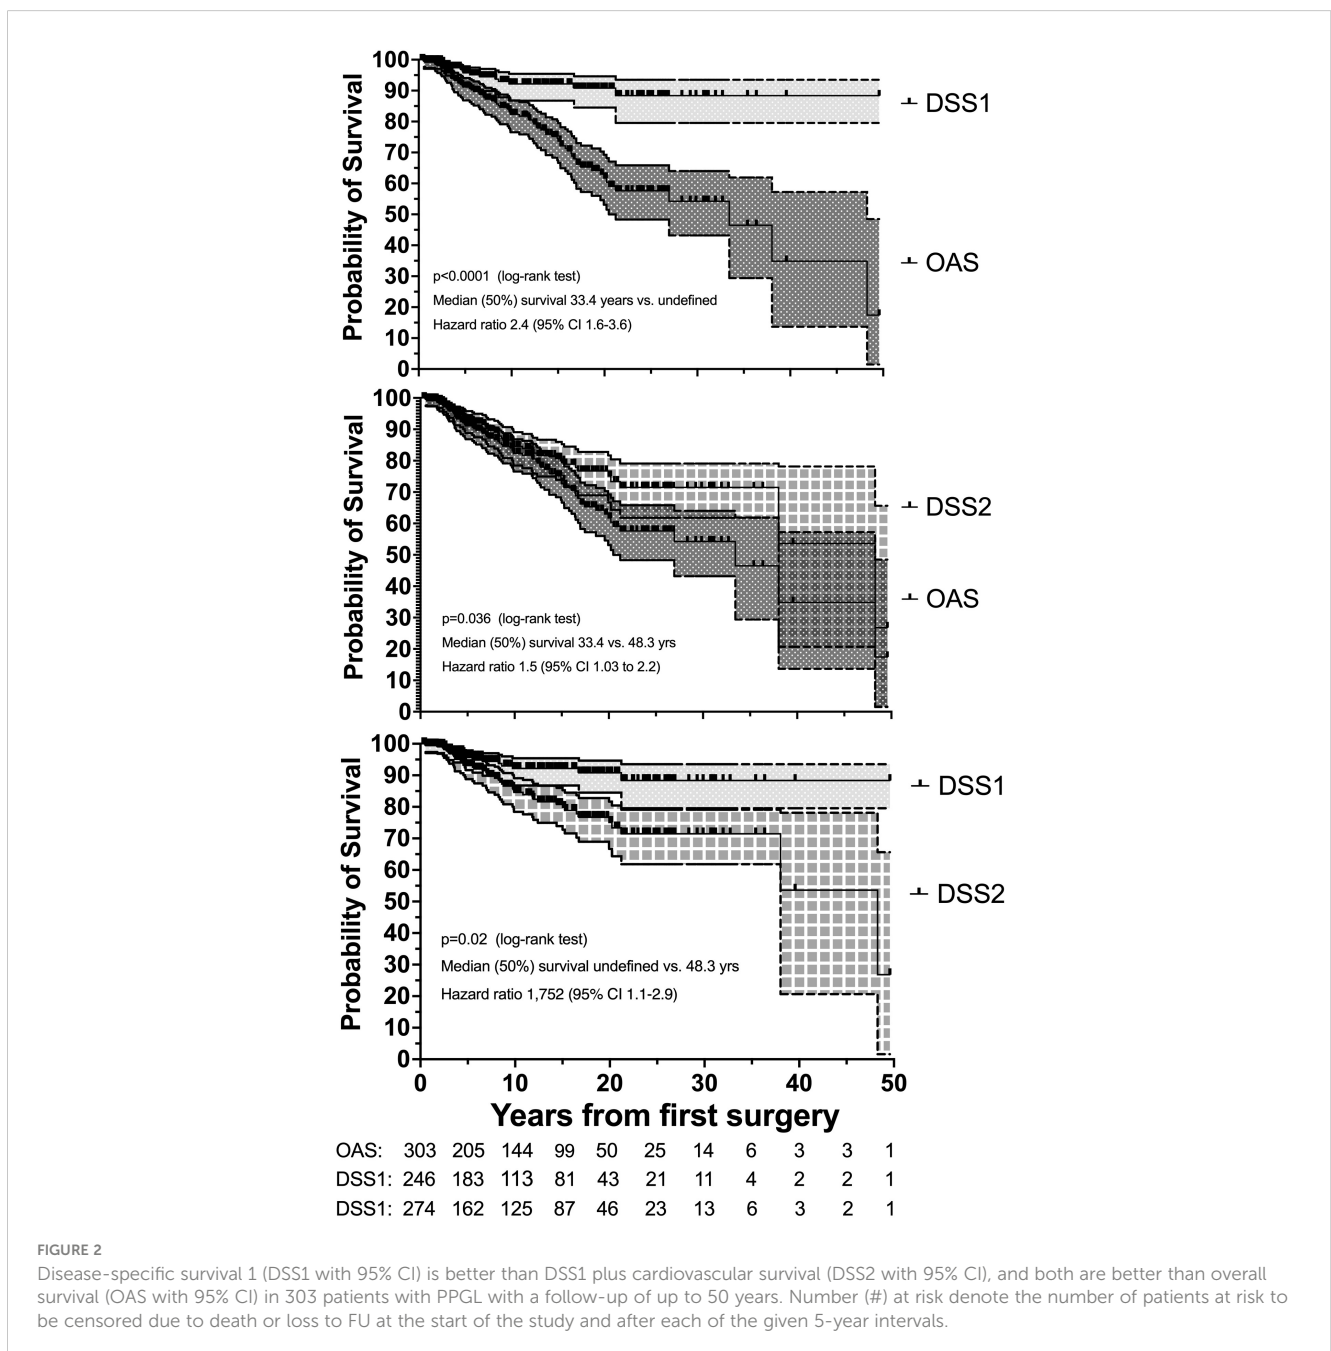 100
90
80
70
60
50
40
30
20
10
0
Probability of Survival
DSS1
OAS
p<0.0001 (log-rank test)
Median (50%) survival 33.4 years vs. undefined
Hazard ratio 2.4 (95% CI 1.6-3.6)
100
90
80
70
60
50
40
30
20
10
0
Probability of Survival
DSS2
OAS
p=0.036 (log-rank test)
Median (50%) survival 33.4 vs. 48.3 yrs
Hazard ratio 1.5 (95% CI 1.03 to 2.2)
100
90
80
70
60
50
40
30
20
10
0
Probability of Survival
DSS1
DSS2
p=0.02 (log-rank test)
Median (50%) survival undefined vs. 48.3 yrs
Hazard ratio 1,752 (95% CI 1.1-2.9)
0 10 20 30 40 50
Years from first surgery
OAS: 303 205 144 99 50 25 14 6 3 3 1
DSS1: 246 183 113 81 43 21 11 4 2 2 1
DSS1: 274 162 125 87 46 23 13 6 3 2 1
FIGURE 2
Disease-specific survival 1 (DSS1 with 95% CI) is better than DSS1 plus cardiovascular survival (DSS2 with 95% CI), and both are better than overall
survival (OAS with 95% CI) in 303 patients with PPGL with a follow-up of up to 50 years. Number (#) at risk denote the number of patients at risk to
be censored due to death or loss to FU at the start of the study and after each of the given 5-year intervals.